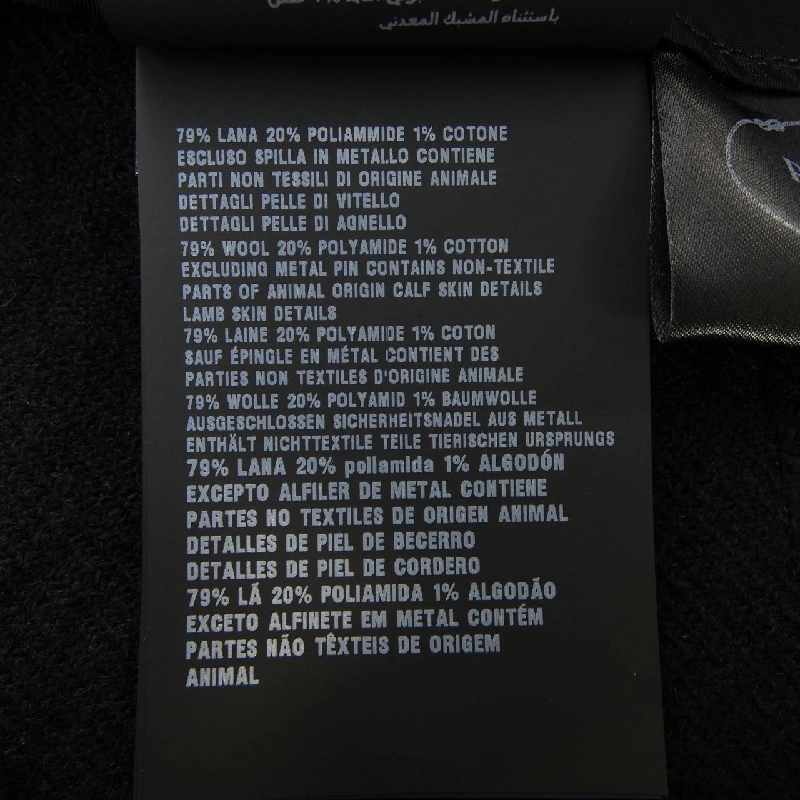 باستثناء المشبك المعدني
79% LANA 20% POLIAMMIDE 1% COTONE
ESCLUSO SPILLA IN METALLO CONTIENE
PARTI NON TESSILI DI ORIGINE ANIMALE
DETTAGLI PELLE DI VITELLO
DETTAGLI PELLE DI AGNELLO
79% WOOL 20% POLYAMIDE 1% COTTON
EXCLUDING METAL PIN CONTAINS NON-TEXTILE
PARTS OF ANIMAL ORIGIN CALF SKIN DETAILS
LAMB SKIN DETAILS
79% LAINE 20% POLYAMIDE 1% COTON
SAUF ÉPINGLE EN MÉTAL CONTIENT DES
PARTIES NON TEXTILES D'ORIGINE ANIMALE
79% WOLLE 20% POLYAMID 1% BAUMWOLLE
AUSGESCHLOSSEN SICHERHEITSNADEL AUS METALL
ENTHÄLT NICHTTEXTILE TEILE TIERISCHEN URSPRUNGS
79% LANA 20% poliamida 1% ALGODÓN
EXCEPTO ALFILER DE METAL CONTIENE
PARTES NO TEXTILES DE ORIGEN ANIMAL
DETALLES DE PIEL DE BECERRO
DETALLES DE PIEL DE CORDERO
79% LÃ 20% POLIAMIDA 1% ALGODÃO
EXCETO ALFINETE EM METAL CONTÉM
PARTES NÃO TÊXTEIS DE ORIGEM
ANIMAL